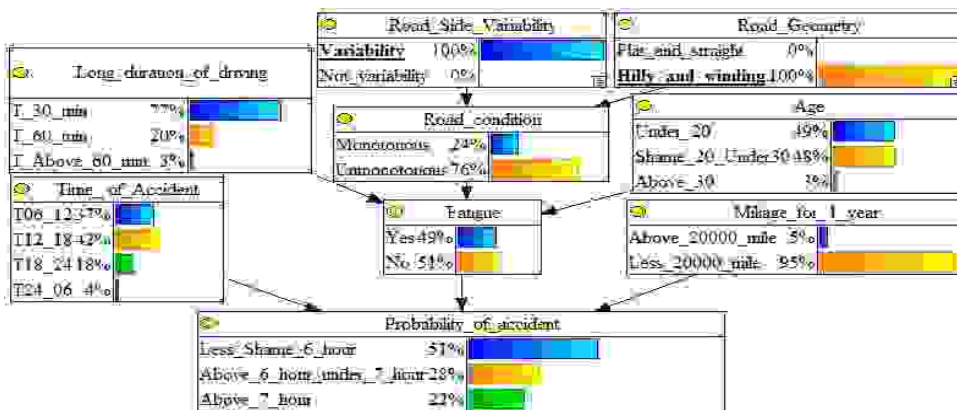 Road_Side_Variability
Variability 100%
Not_variability 0%
Road_Geometry
Flat_and_straight 0%
Hilly_and_winding 100%
Long_duration_of_driving
T_30_min 77%
T_60_min 20%
T_Above_60_min 3%
Road_condition
Monotonous 24%
Unmonotorious 76%
Age
Under_20 49%
Shame_20_Under30 48%
Above_30
Time_of_Accident
T06_12 37%
T12_18 42%
T18_24 18%
T24_06 4%
Fatigue
Yes 49%
No 51%
Milage_for_1_year
Above_20000_mile 5%
Less_20000_mile 95%
Probability_of_accident
Less_Shame_6_hour 51%
Above_6_hour_under_7_hour 28%
Above_7_hour 22%